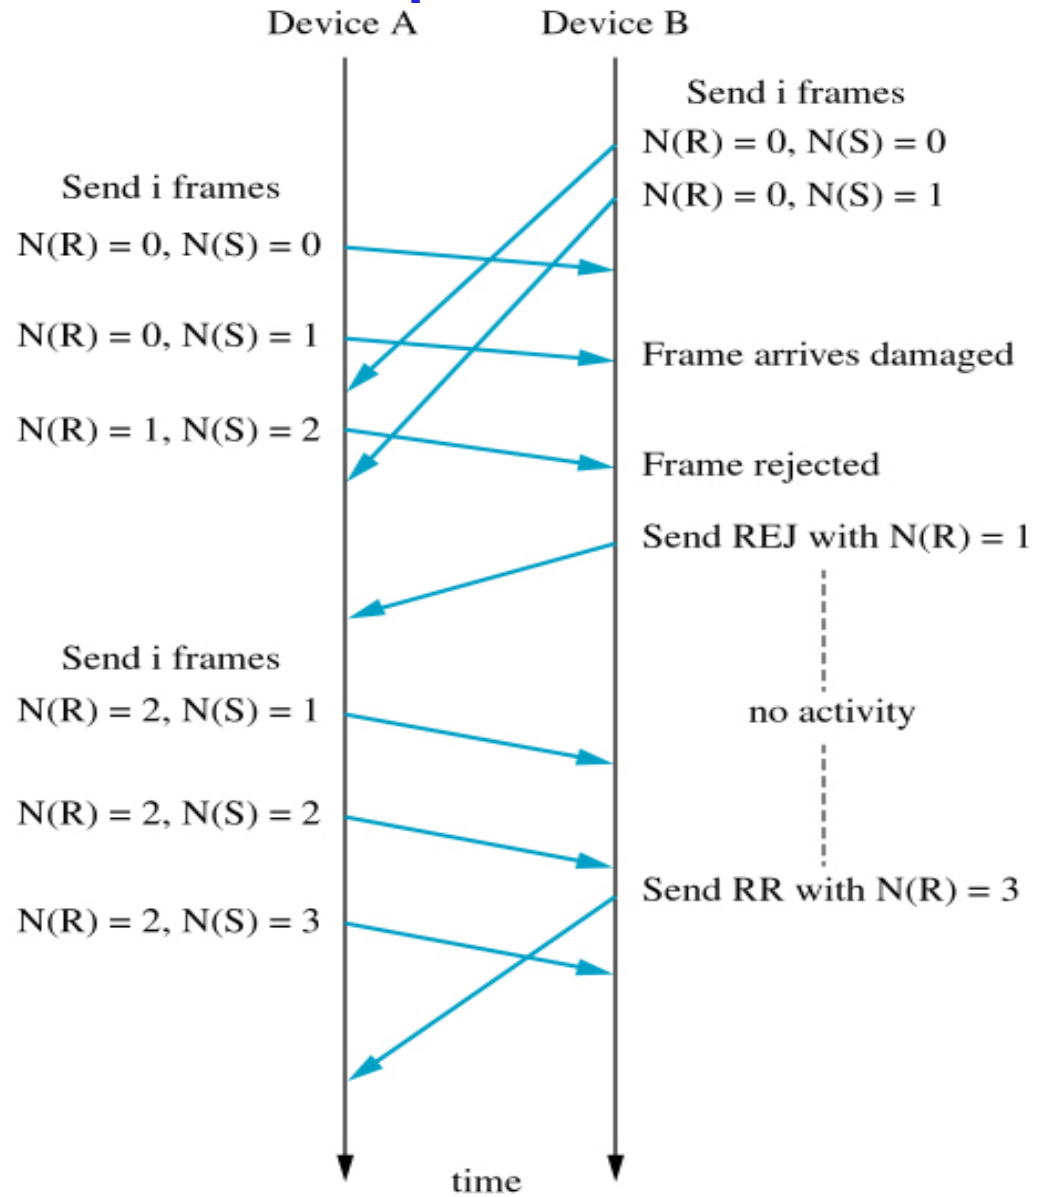 Device A
Device B
Send i frames
N(R) = 0, N(S) = 0
N(R) = 0, N(S) = 1
Send i frames
N(R) = 0, N(S) = 0
N(R) = 0, N(S) = 1
Frame arrives damaged
N(R) = 1, N(S) = 2
Frame rejected
Send REJ with N(R) = 1
Send i frames
N(R) = 2, N(S) = 1
no activity
N(R) = 2, N(S) = 2
Send RR with N(R) = 3
N(R) = 2, N(S) = 3
time